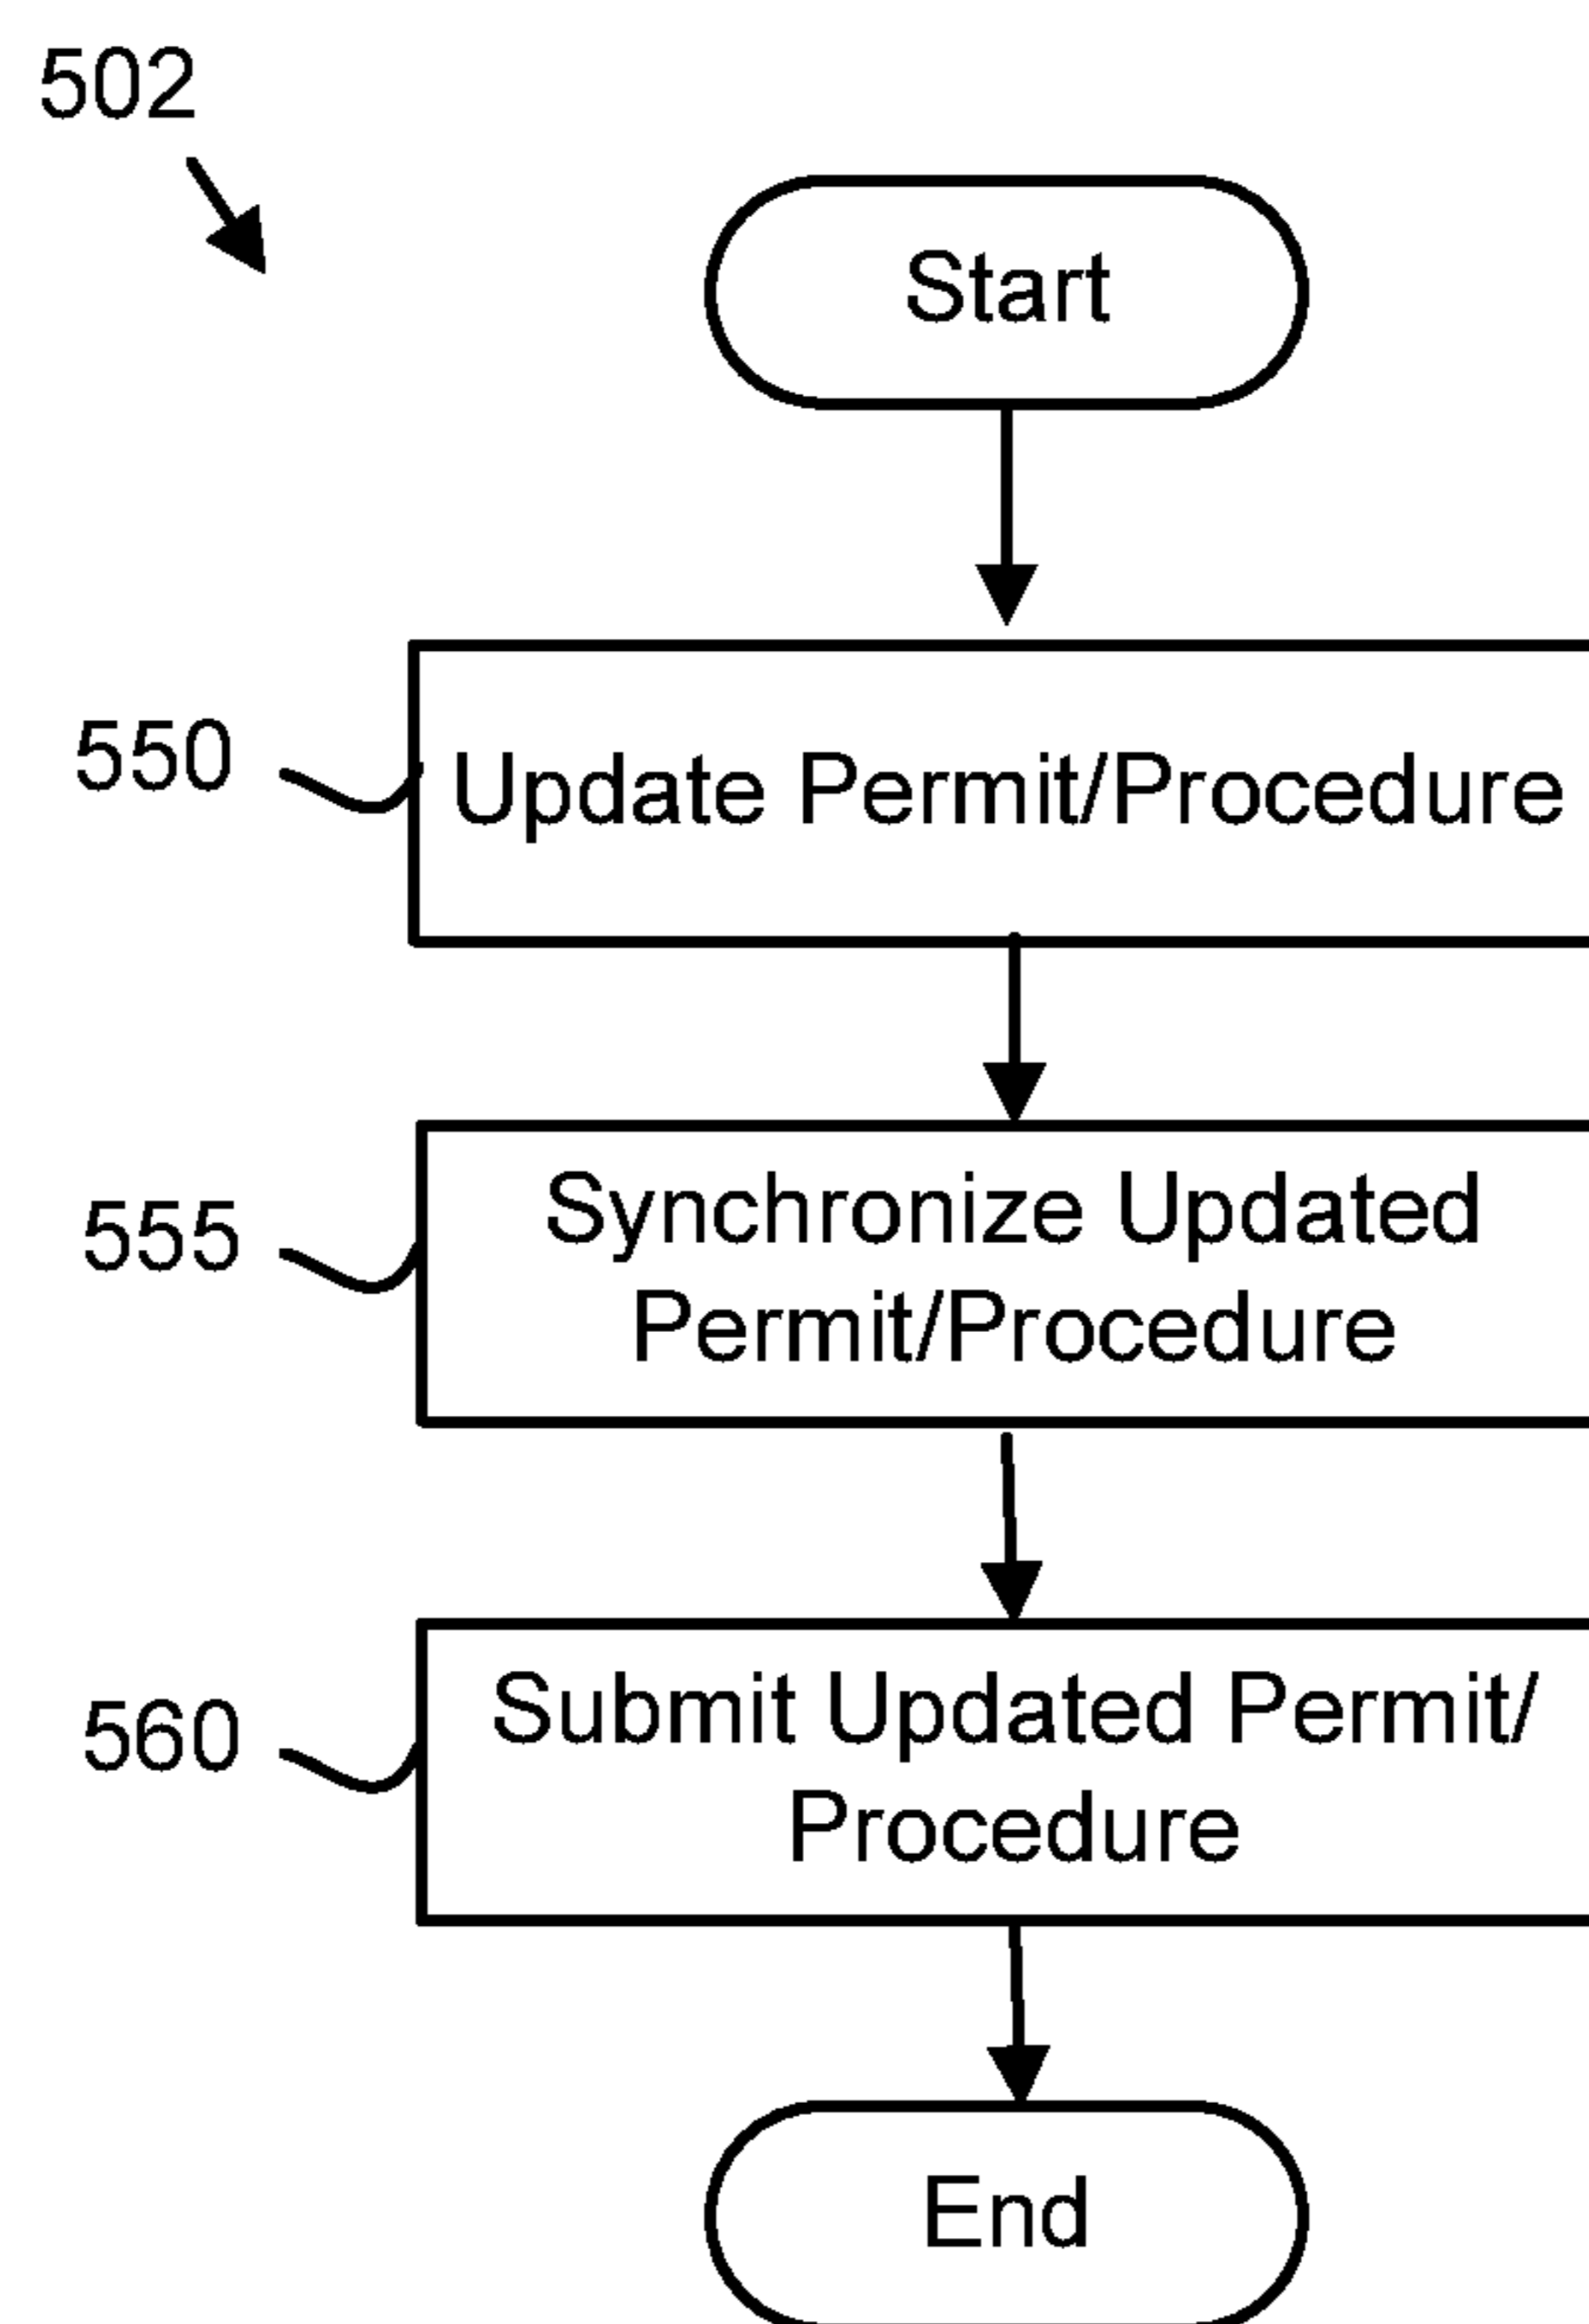 502
Start
550
Update Permit/Procedure
555
Synchronize Updated
Permit/Procedure
560
Submit Updated Permit/
Procedure
End